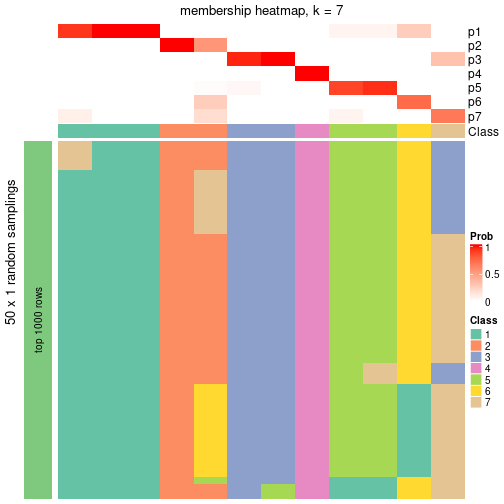 membership heatmap, k = 7
p1
p2
p3
p4
p5
p6
p7
Class
50 x 1 random samplings
top 1000 rows
Prob
1
0.5
0
Class
1
2
3
4
5
6
7